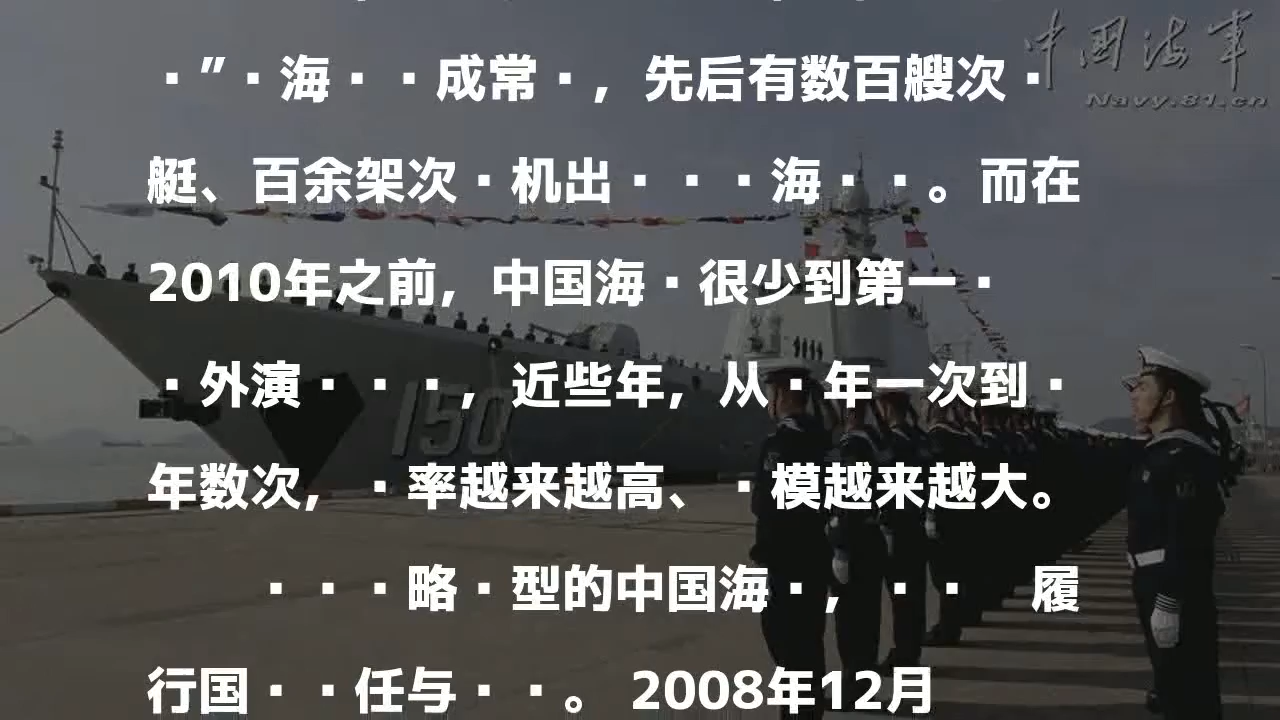 中国海军
Navy.81.cn
·”·海··成常·，先后有数百艘次·
艇、百余架次·机出···海··。而在
2010年之前，中国海·很少到第一·
·外演···，近些年，从·年一次到·
年数次，·率越来越高、·模越来越大。
···略·型的中国海·，·· 履
行国··任与··。 2008年12月
150